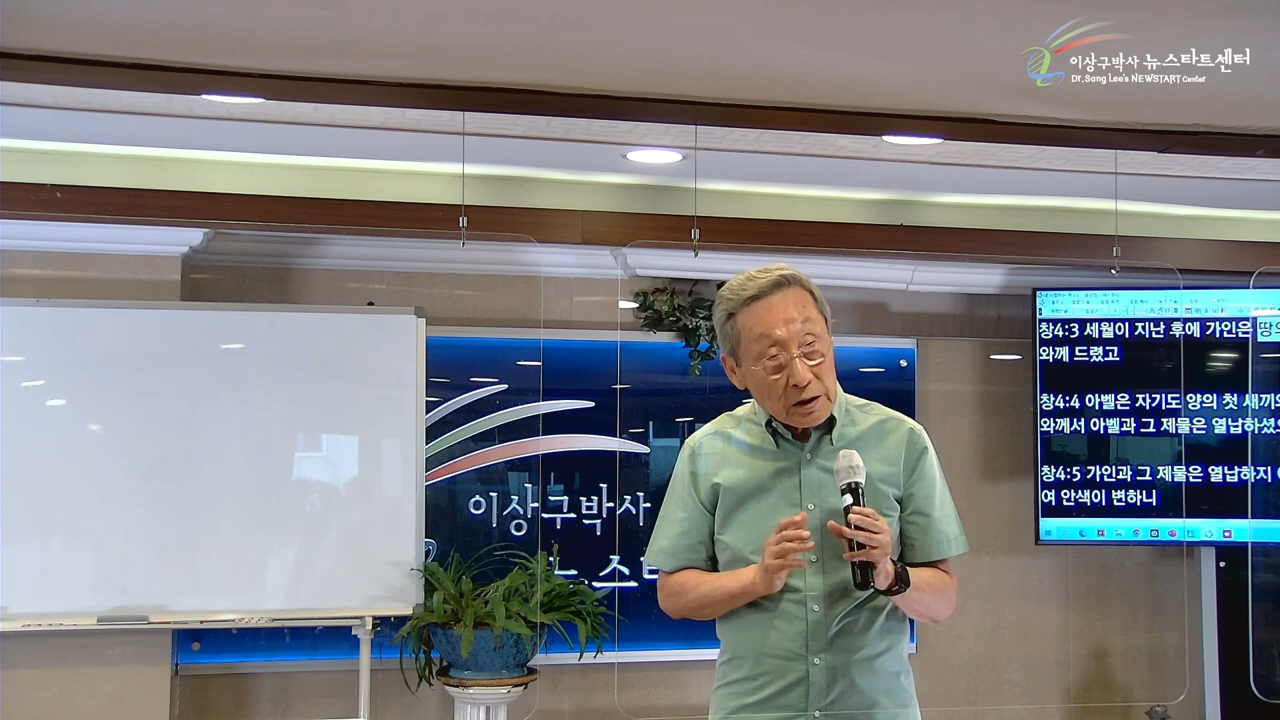 이상구박사 뉴스타트센터
Dr. Sang Lee's NEWSTART Center
이상구박사
창4:3 세월이 지난 후에 가인은 땅의
와께 드렸고
창4:4 아벨은 자기도 양의 첫 새끼와
와께서 아벨과 그 제물은 열납하셨으
창4:5 가인과 그 제물은 열납하지
여 안색이 변하니